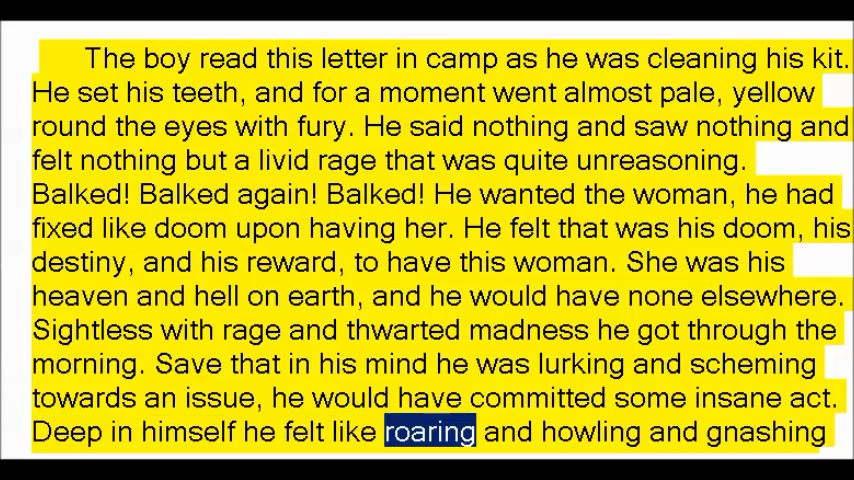 The boy read this letter in camp as he was cleaning his kit.
He set his teeth, and for a moment went almost pale, yellow
round the eyes with fury. He said nothing and saw nothing and
felt nothing but a livid rage that was quite unreasoning.
Balked! Balked again! Balked! He wanted the woman, he had
fixed like doom upon having her. He felt that was his doom, his
destiny, and his reward, to have this woman. She was his
heaven and hell on earth, and he would have none elsewhere.
Sightless with rage and thwarted madness he got through the
morning. Save that in his mind he was lurking and scheming
towards an issue, he would have committed some insane act.
Deep in himself he felt like roaring and howling and gnashing